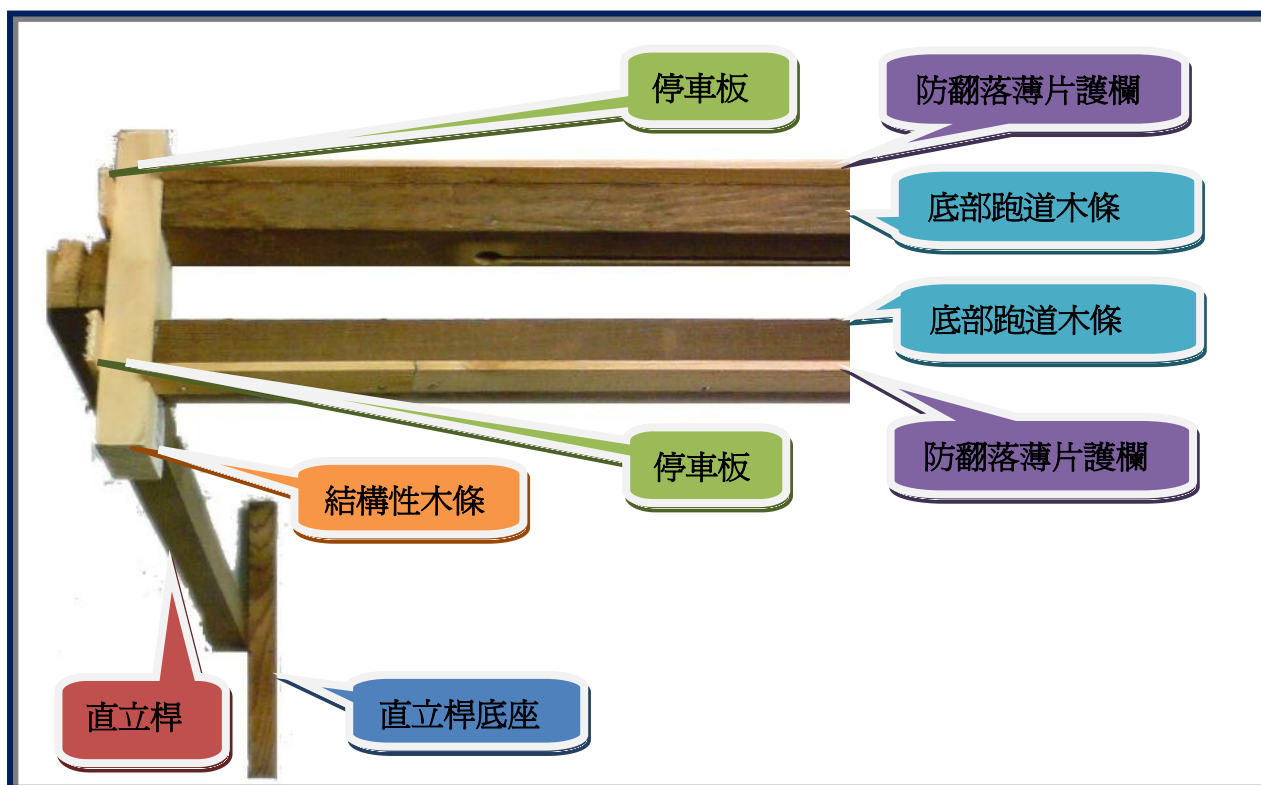 停車板
防翻落薄片護欄
底部跑道木條
底部跑道木條
防翻落薄片護欄
停車板
結構性木條
直立桿
直立桿底座